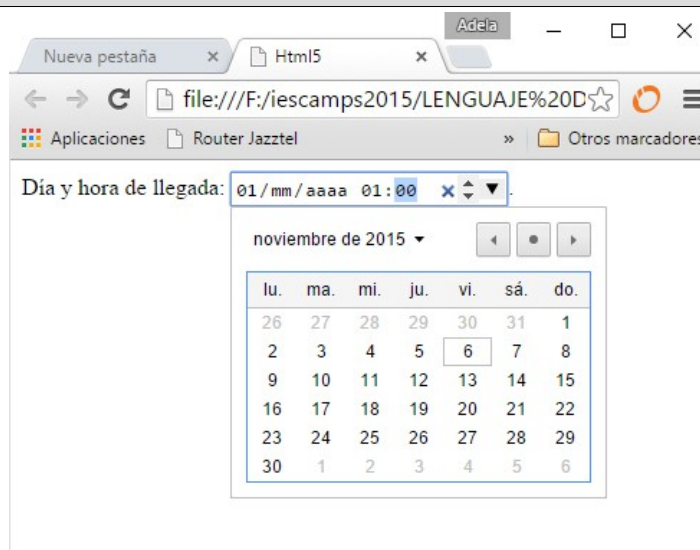 Adela
Nueva pestaña
Html5
file:///F:/iescamps2015/LENGUAJE%20D
Aplicaciones Router Jazztel » Otros marcadores
Día y hora de llegada: 01/mm/aaaa 01:00 .
noviembre de 2015
lu. ma. mi. ju. vi. sá. do.
26 27 28 29 30 31 1
2 3 4 5 6 7 8
9 10 11 12 13 14 15
16 17 18 19 20 21 22
23 24 25 26 27 28 29
30 1 2 3 4 5 6